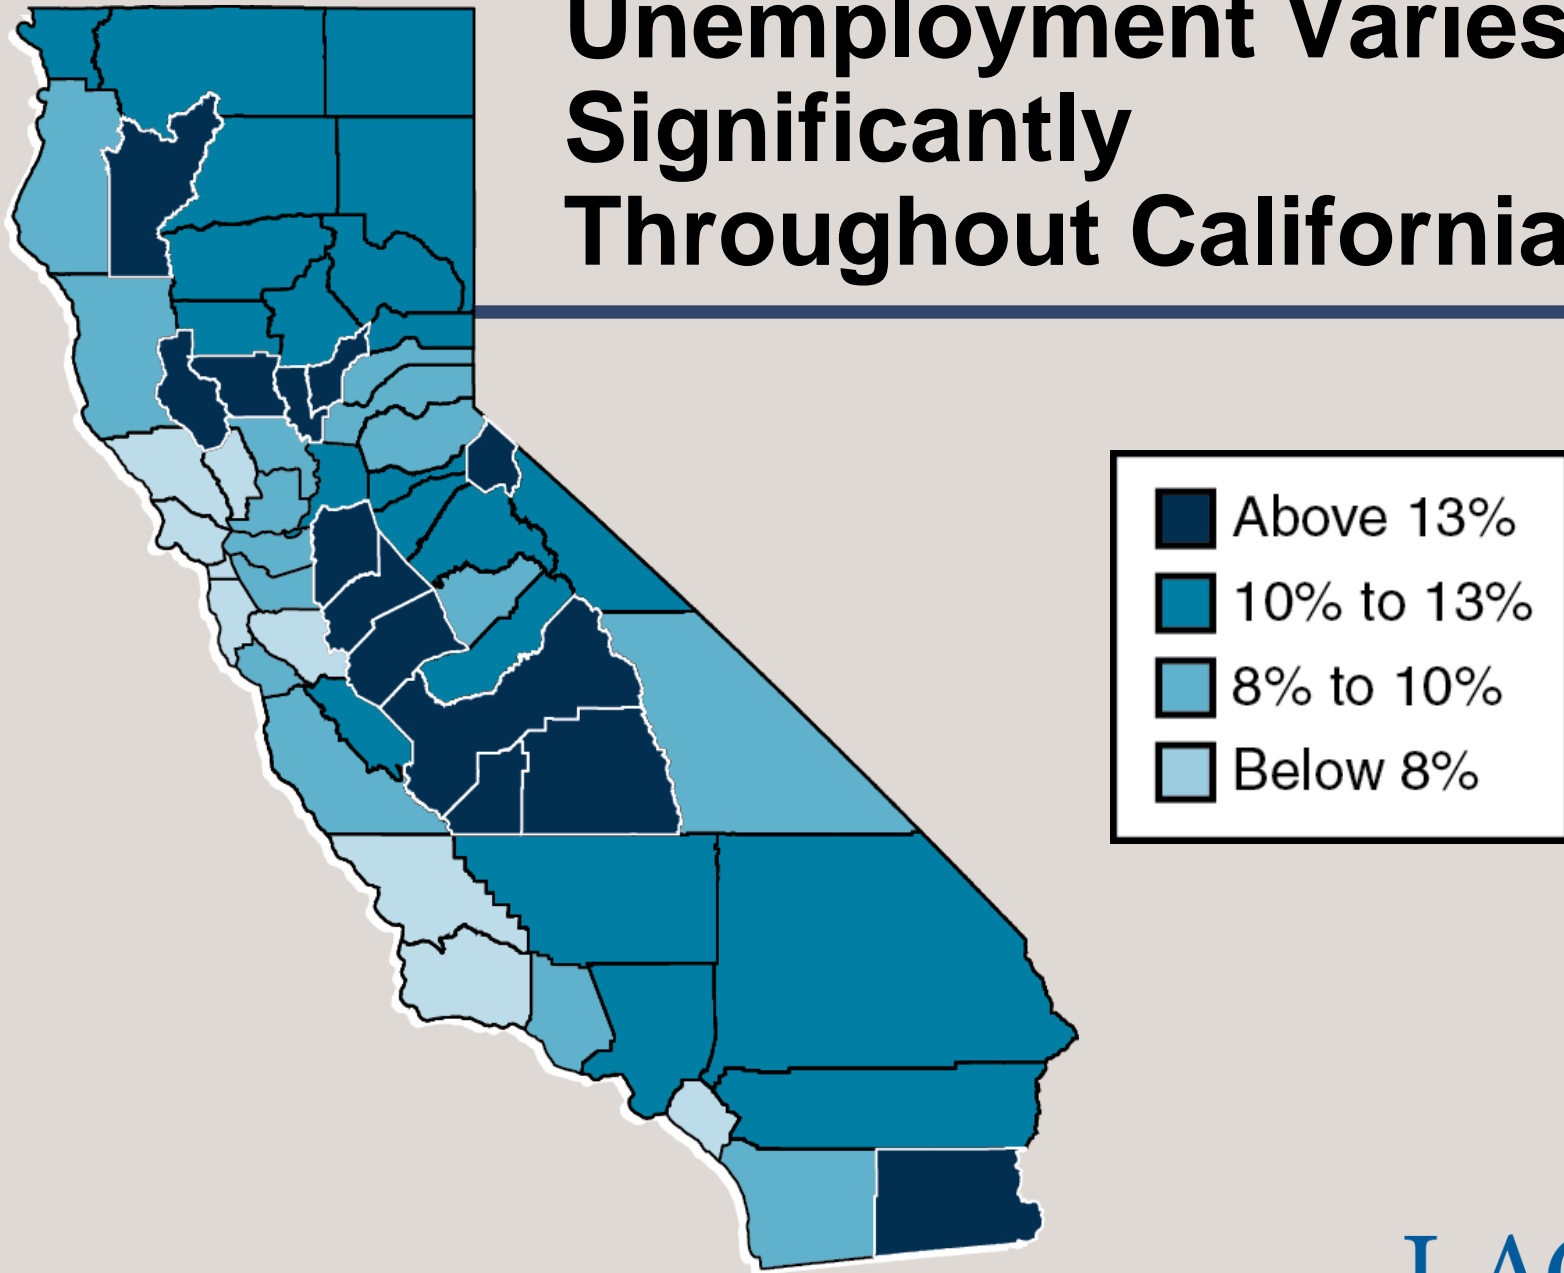 Unemployment Varies
Significantly
Throughout California
Above 13%
10% to 13%
8% to 10%
Below 8%